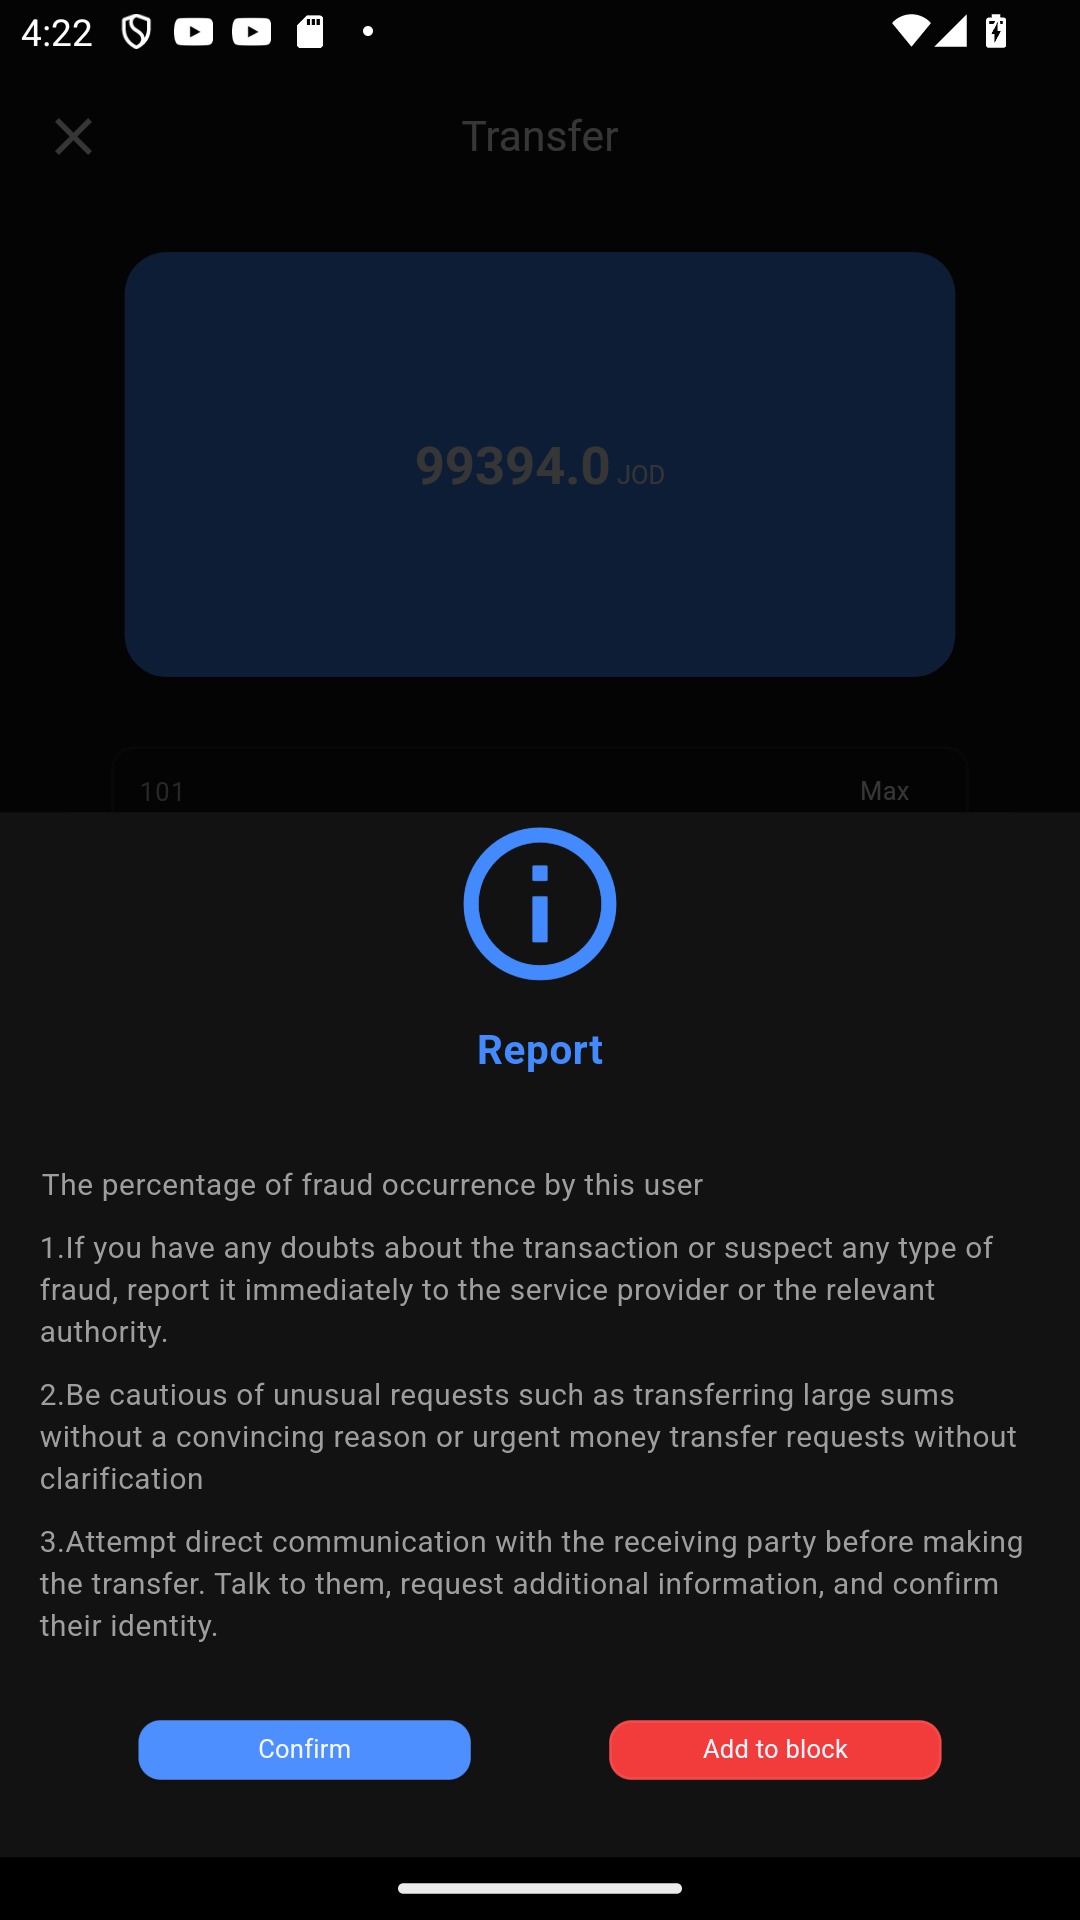 4:22
Transfer
99394.0 JOD
101 Max
Report
The percentage of fraud occurrence by this user
1.If you have any doubts about the transaction or suspect any type of
fraud, report it immediately to the service provider or the relevant
authority.
2.Be cautious of unusual requests such as transferring large sums
without a convincing reason or urgent money transfer requests without
clarification
3.Attempt direct communication with the receiving party before making
the transfer. Talk to them, request additional information, and confirm
their identity.
Confirm Add to block